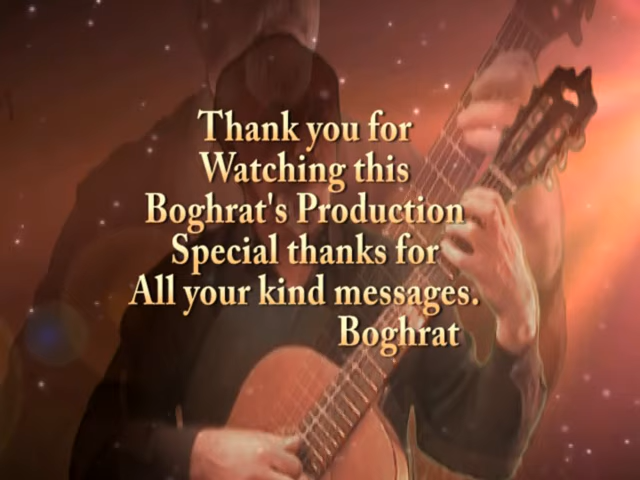 Thank you for
Watching this
Boghrat's Production
Special thanks for
All your kind messages.
Boghrat